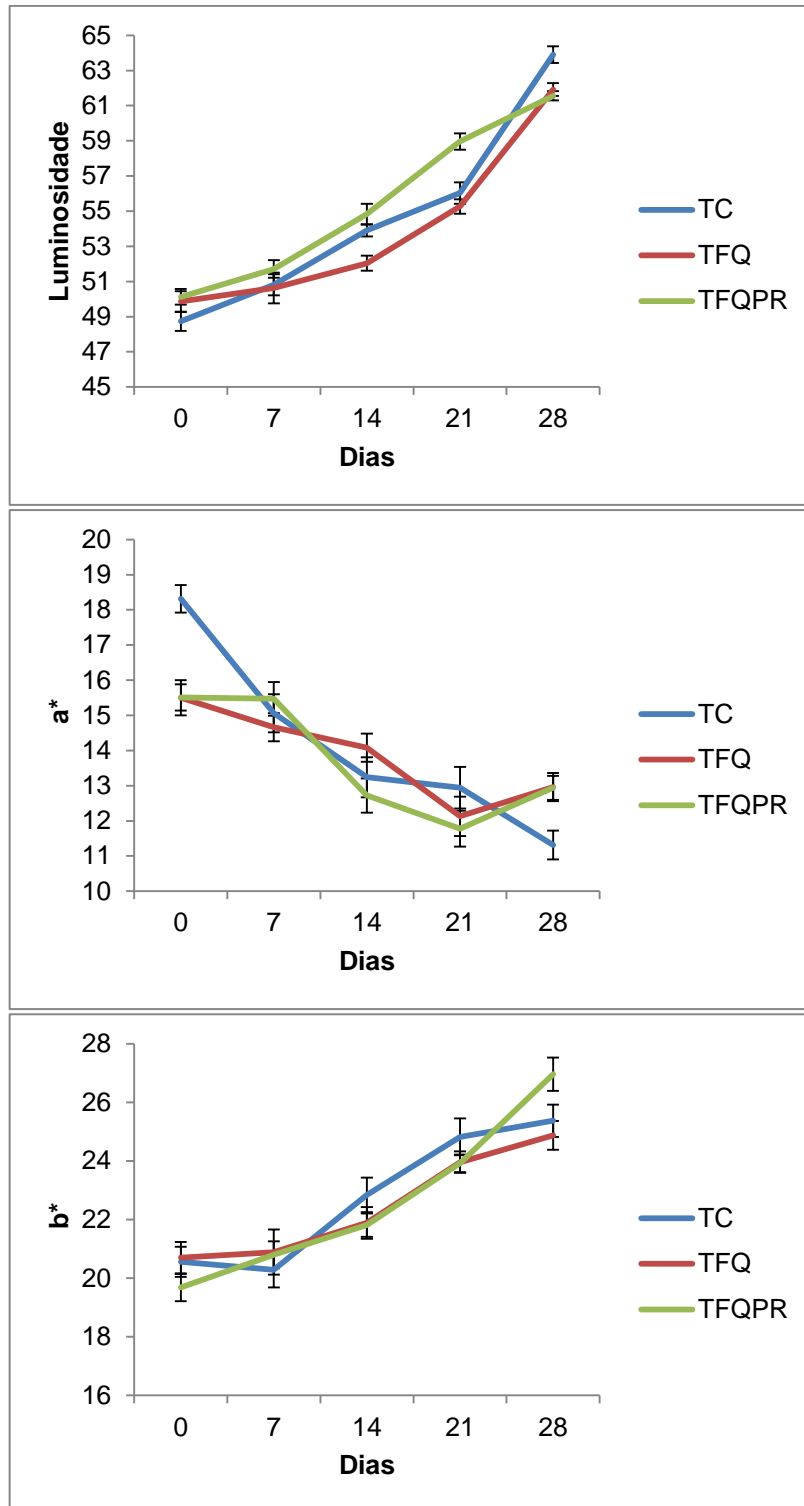 65
63
61
59
57
55
53
51
49
47
45
Luminosidade
0 7 14 21 28
Dias
TC
TFQ
TFQPR
20
19
18
17
16
15
14
13
12
11
10
a*
0 7 14 21 28
Dias
TC
TFQ
TFQPR
28
26
24
22
20
18
16
b*
0 7 14 21 28
Dias
TC
TFQ
TFQPR